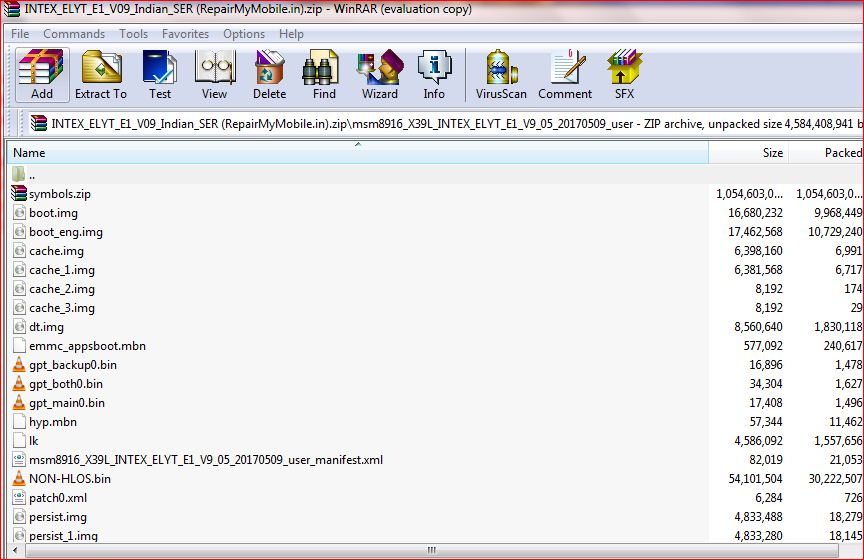 INTEX_ELYT_E1_V09_Indian_SER (RepairMyMobile.in).zip - WinRAR (evaluation copy)
File Commands Tools Favorites Options Help
Add Extract To Test View Delete Find Wizard Info VirusScan Comment SFX
INTEX_ELYT_E1_V09_Indian_SER (RepairMyMobile.in).zip\msm8916_X39L_INTEX_ELYT_E1_V9_05_20170509_user - ZIP archive, unpacked size 4,584,408,941 b
Name Size Packed
..
symbols.zip 1,054,603,0... 1,054,603,0...
boot.img 16,680,232 9,968,449
boot_eng.img 17,462,568 10,729,240
cache.img 6,398,160 6,991
cache_1.img 6,381,568 6,717
cache_2.img 8,192 174
cache_3.img 8,192 29
dt.img 8,560,640 1,830,118
emmc_appsboot.mbn 577,092 240,617
gpt_backup0.bin 16,896 1,478
gpt_both0.bin 34,304 1,627
gpt_main0.bin 17,408 1,496
hyp.mbn 57,344 11,462
lk 4,586,092 1,557,656
msm8916_X39L_INTEX_ELYT_E1_V9_05_20170509_user_manifest.xml 82,019 21,053
NON-HLOS.bin 54,101,504 30,222,507
patch0.xml 6,284 726
persist.img 4,833,488 18,279
persist_1.img 4,833,280 18,145